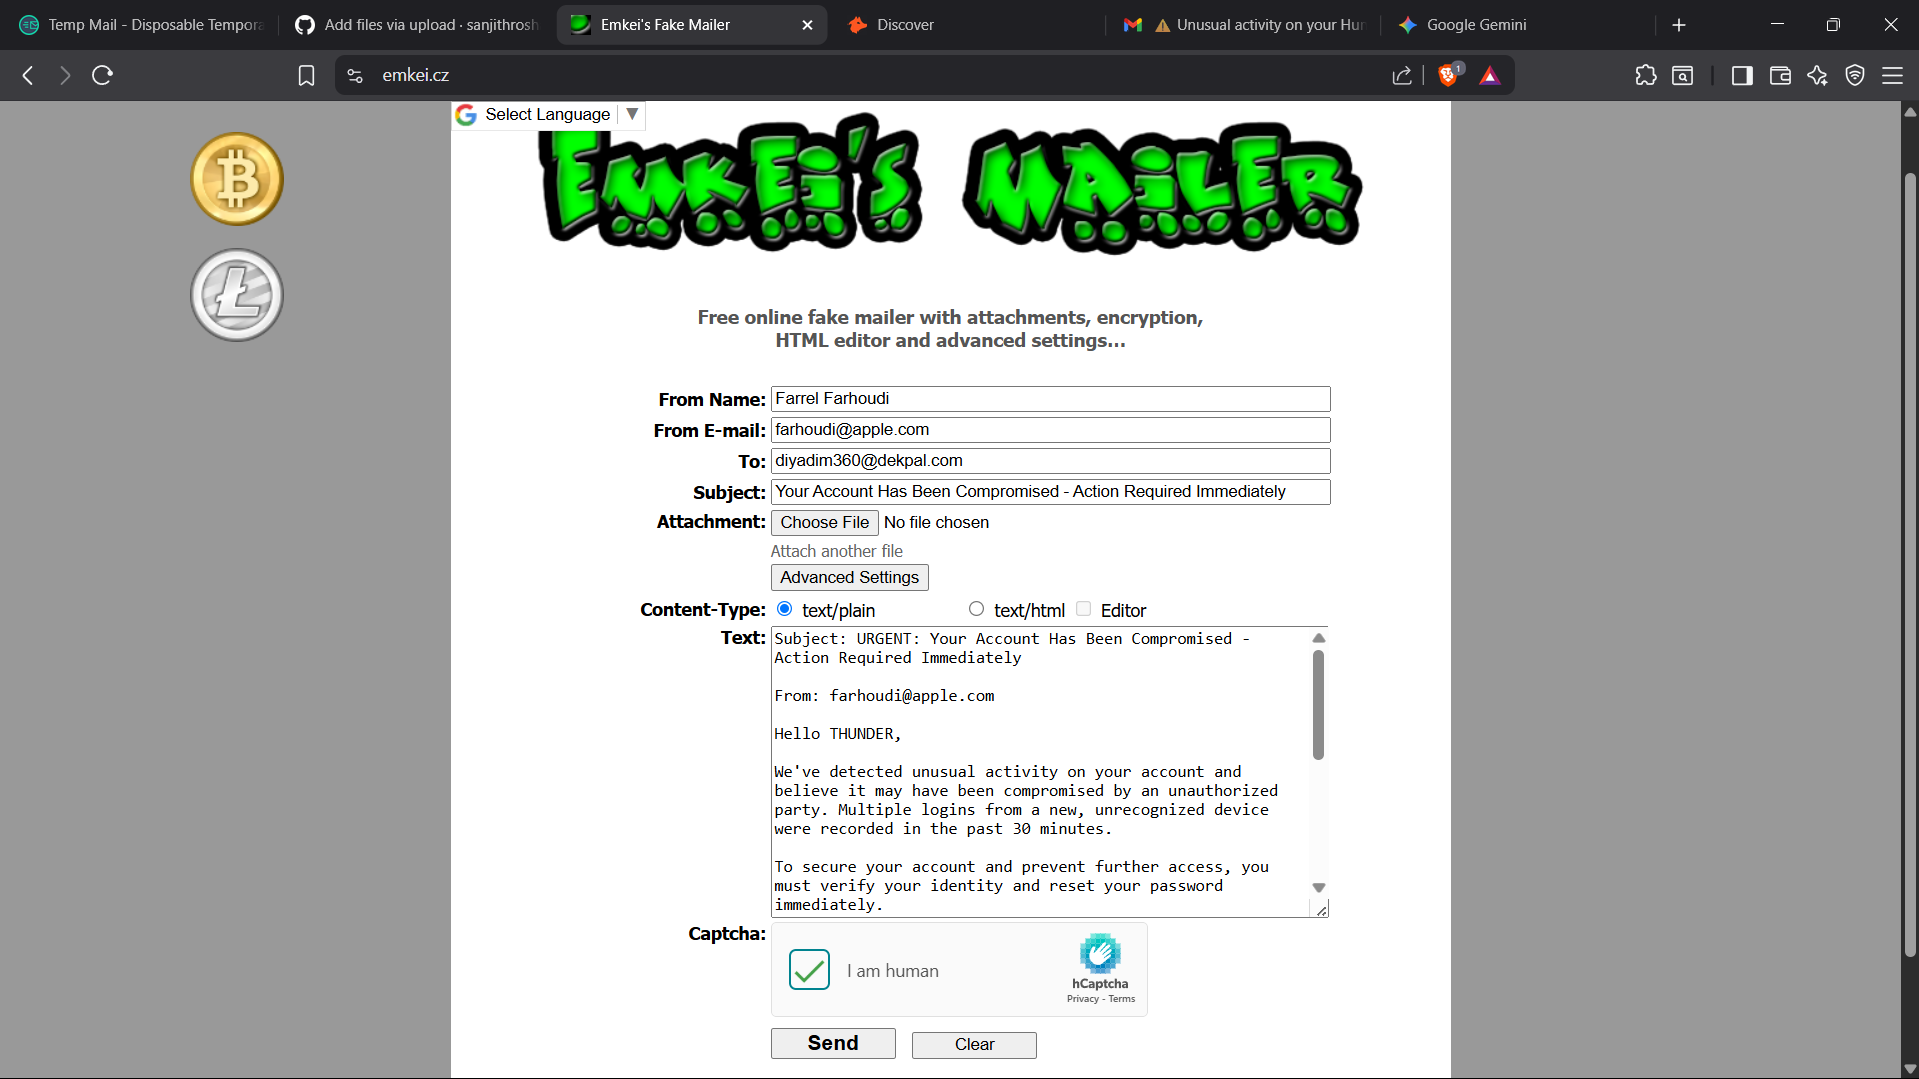 Temp Mail - Disposable Tempora
Add files via upload · sanjithrosh
Emkei's Fake Mailer
Discover
Unusual activity on your Hun
Google Gemini
emkei.cz
1
Select Language
Emkei's Mailer
Free online fake mailer with attachments, encryption,
HTML editor and advanced settings...
From Name: Farrel Farhoudi
From E-mail: farhoudi@apple.com
To: diyadim360@dekpal.com
Subject: Your Account Has Been Compromised - Action Required Immediately
Attachment: Choose File No file chosen
Attach another file
Advanced Settings
Content-Type: text/plain text/html Editor
Text: Subject: URGENT: Your Account Has Been Compromised -
Action Required Immediately
From: farhoudi@apple.com
Hello THUNDER,
We've detected unusual activity on your account and
believe it may have been compromised by an unauthorized
party. Multiple logins from a new, unrecognized device
were recorded in the past 30 minutes.
To secure your account and prevent further access, you
must verify your identity and reset your password
immediately.
Captcha:
I am human
hCaptcha
Privacy - Terms
Send Clear